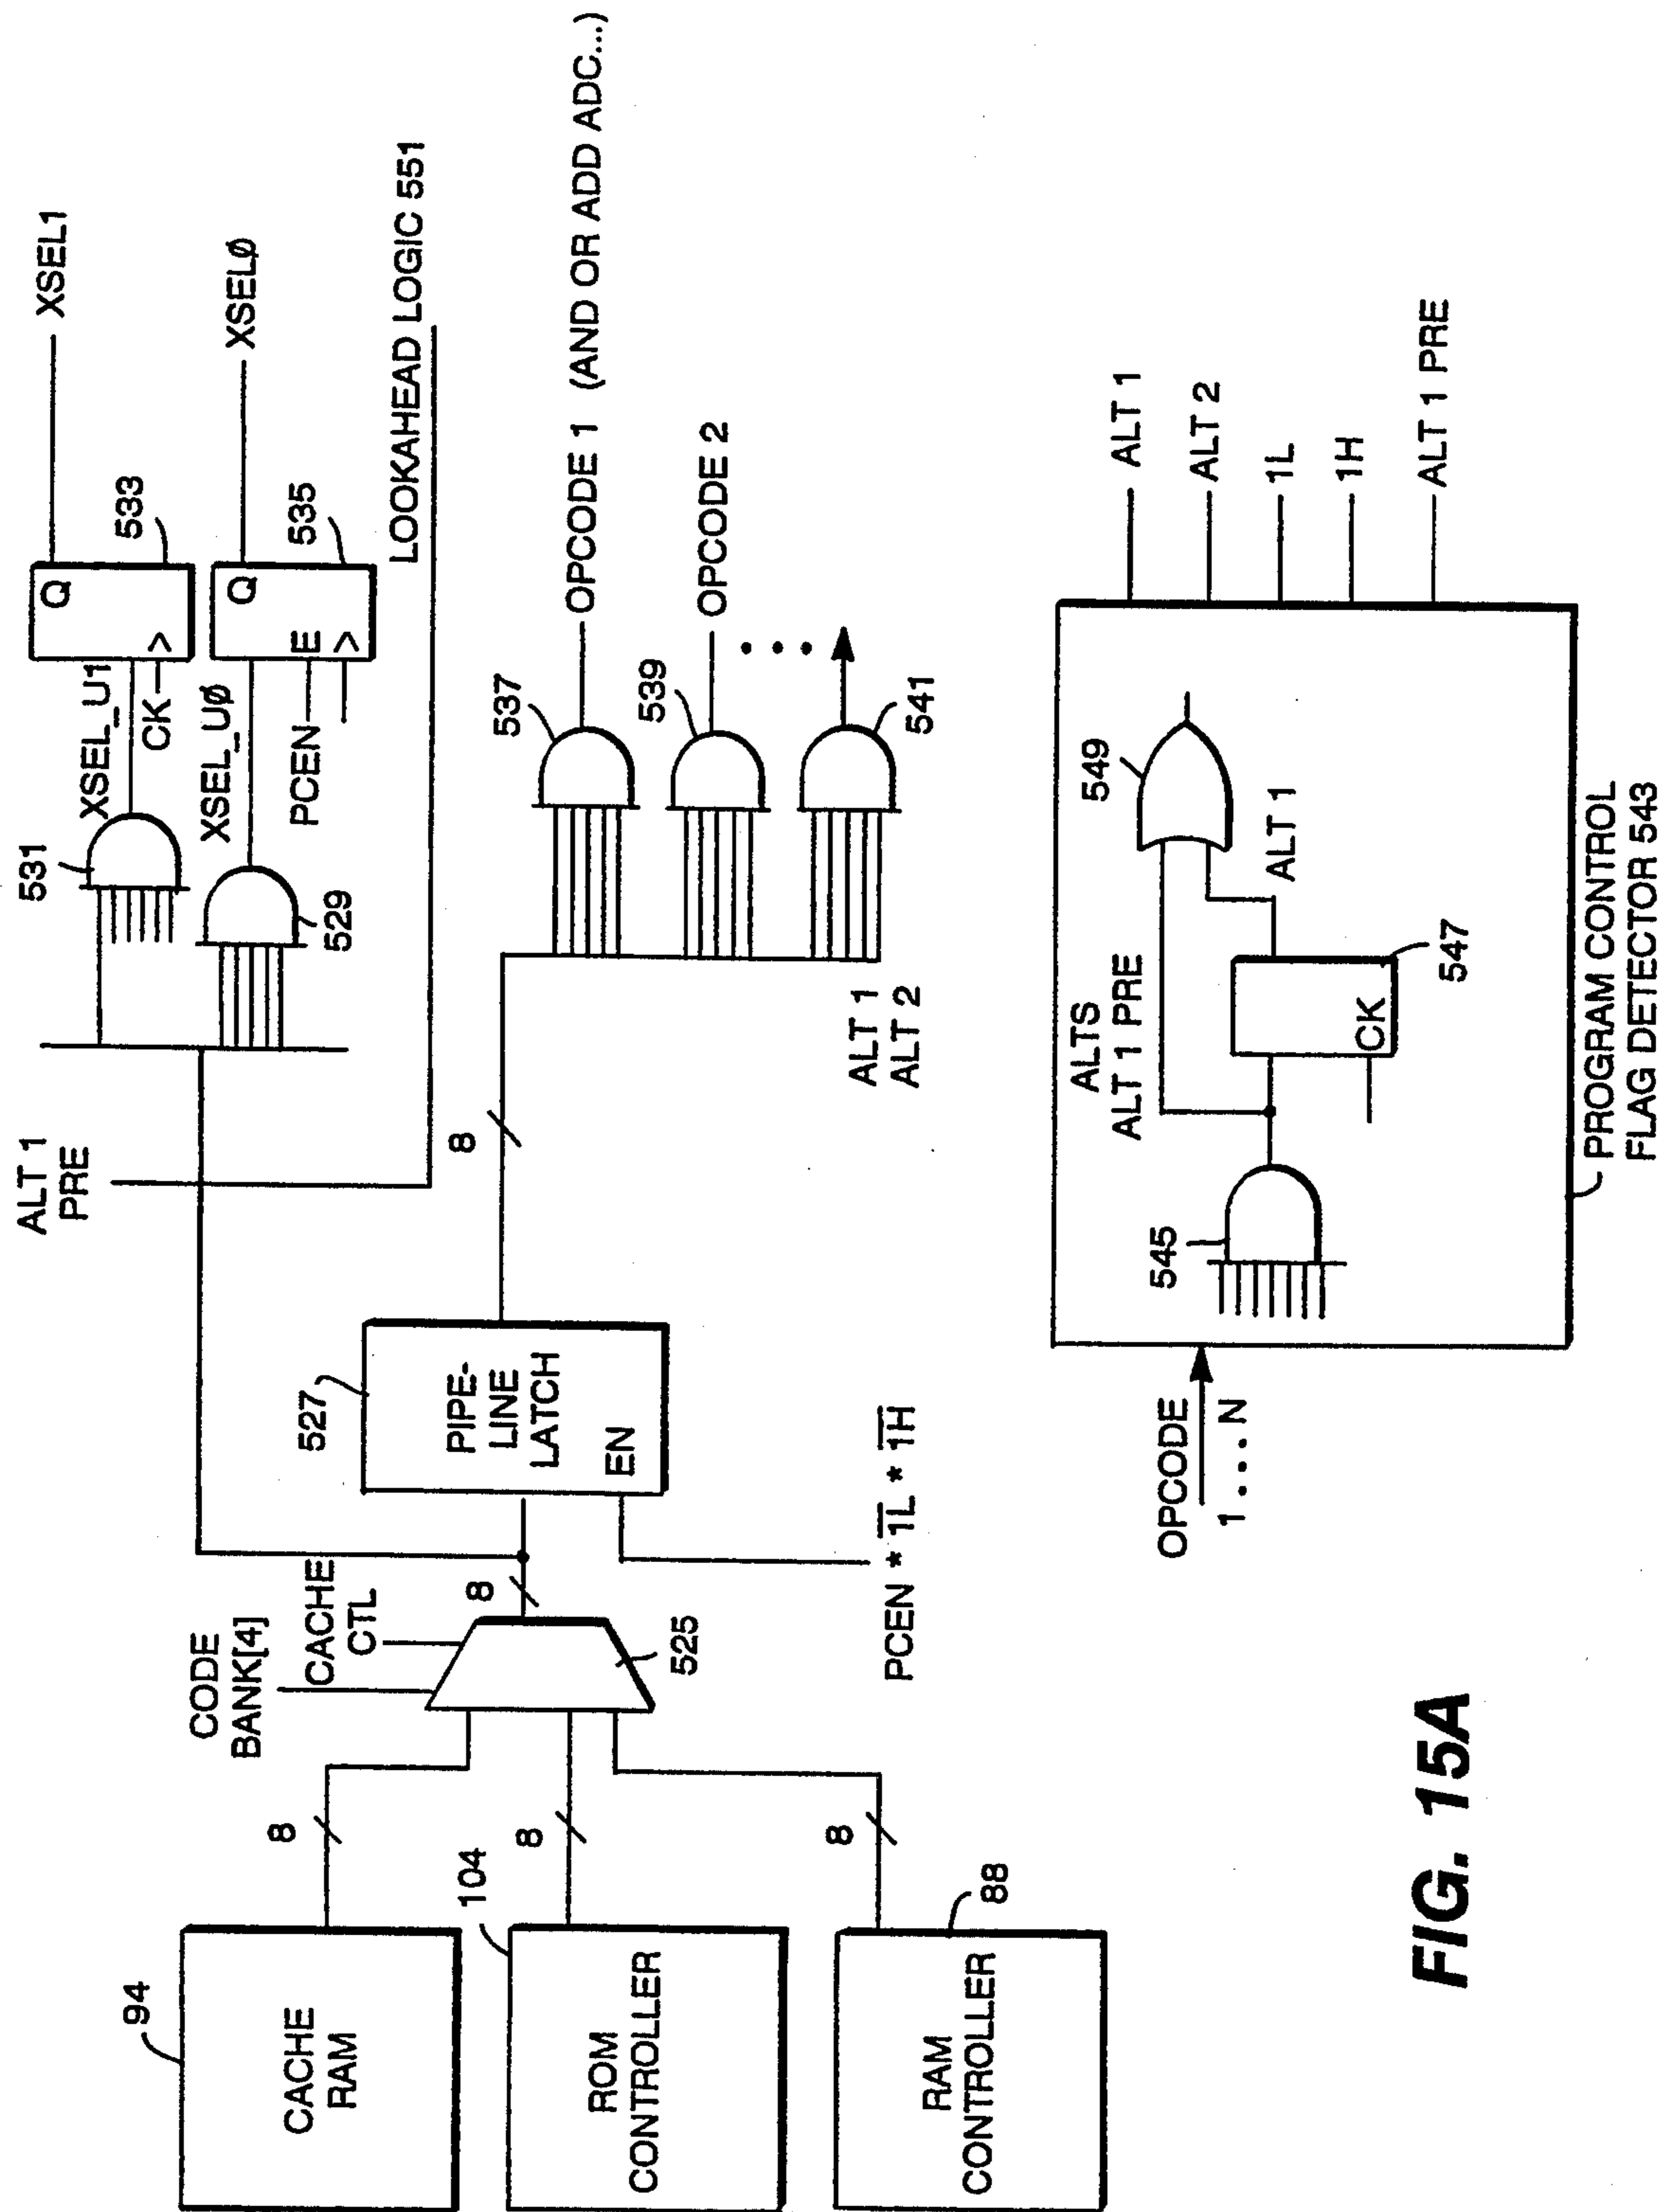 94
CACHE
RAM
8
104
ROM
CONTROLLER
8
RAM
CONTROLLER
88
8
CODE
BANK[4]
CACHE
CTL
525
8
527
PIPE-
LINE
LATCH
EN
PCEN * 1L * 1H
8
ALT 1
PRE
531
529
XSEL_U1
CK
XSEL_UØ
PCEN
Q
>
533
Q
E
>
535
XSEL1
XSELØ
LOOKAHEAD LOGIC 551
537
OPCODE 1 (AND OR ADD ADC...)
539
OPCODE 2
541
ALT 1
ALT 2
OPCODE
1....N
545
ALTS
ALT 1 PRE
CK
547
ALT 1
549
ALT 1
ALT 2
1L
1H
ALT 1 PRE
PROGRAM CONTROL
FLAG DETECTOR 543
FIG. 15A